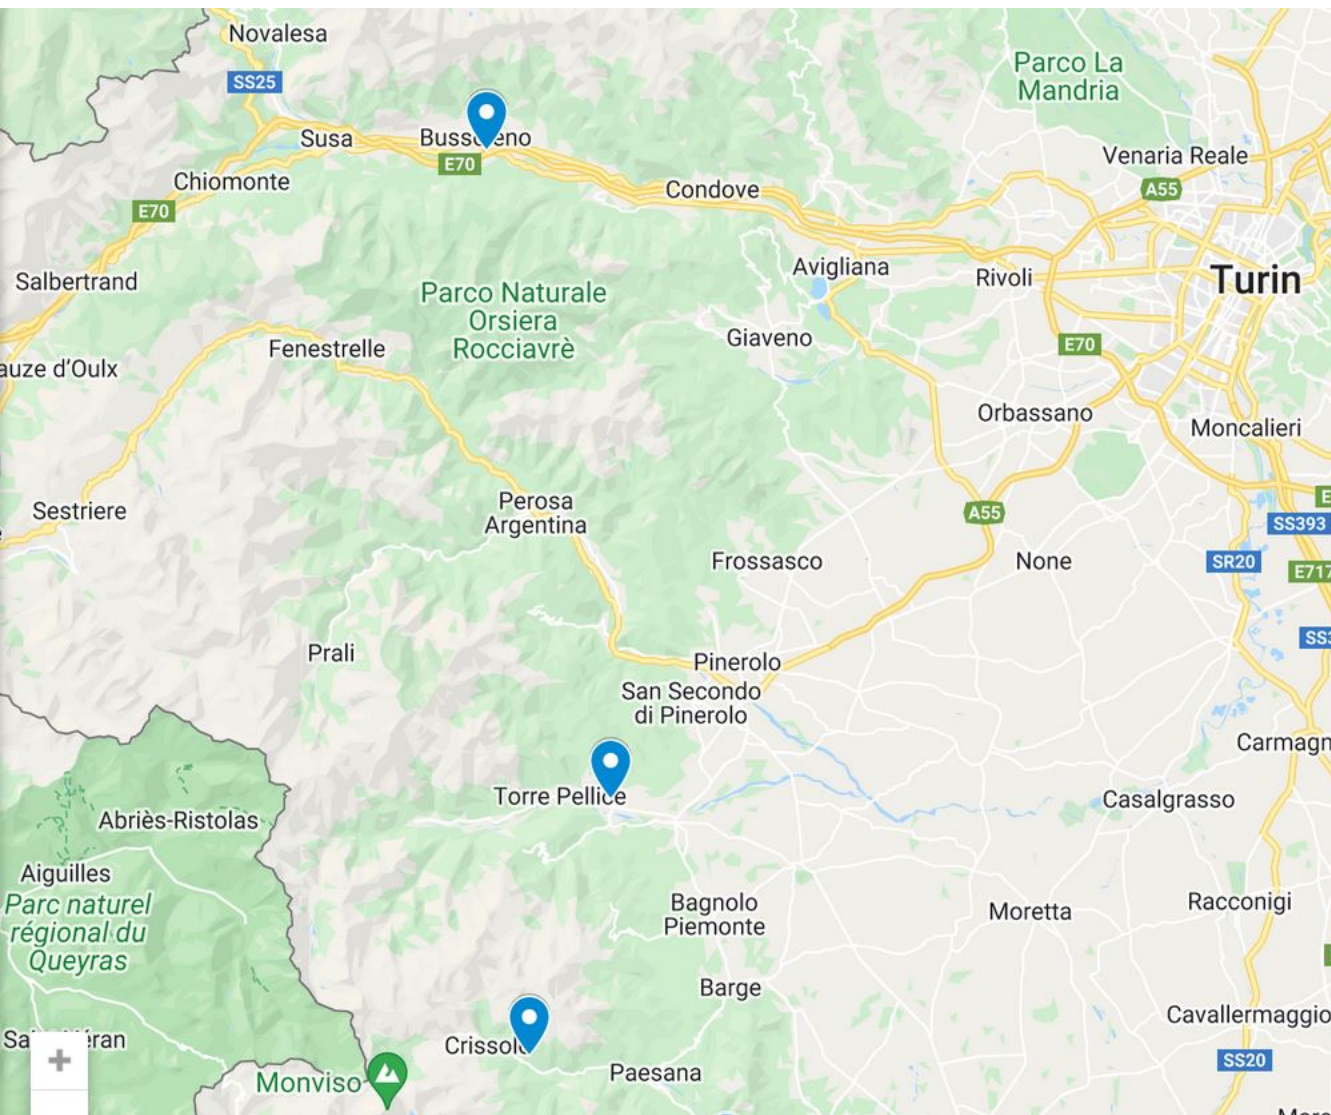 Novalesa
Parco La
Mandria
SS25
Susa
Venaria Reale
E70
Chiomonte
Condove
A55
E70
Avigliana
Rivoli
Turin
Salbertrand
Parco Naturale
Orsiera
Rocciavrè
Giaveno
Fenestrelle
E70
auze d'Oulx
Orbassano
Moncalieri
Perosa
Argentina
Sestriere
A55
SS393
Frossasco
None
SR20
E717
Prali
Pinerolo
San Secondo
di Pinerolo
Carmagn
Torre Pellice
Casalgrasso
Abriès-Ristolas
Aiguilles
Parc naturel
régional du
Queyras
Bagnolo
Piemonte
Moretta
Racconigi
Barge
Cavallermaggio
Crissolo
SS20
Paesana
Monviso